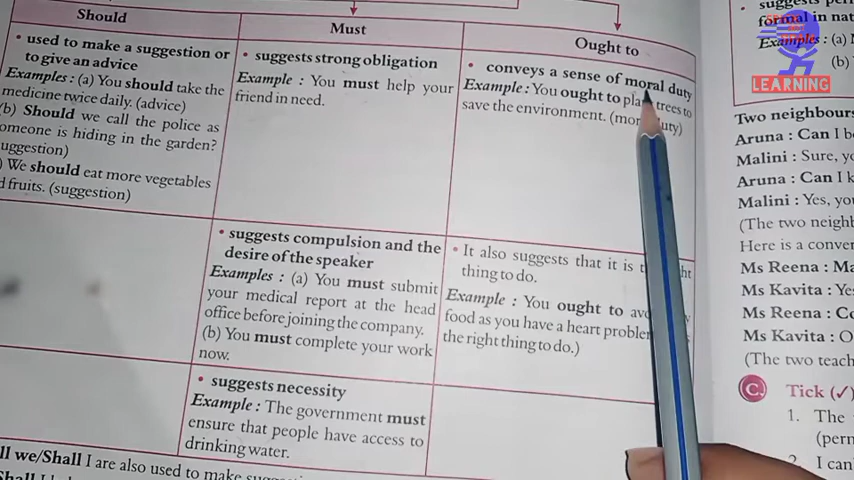 Should
• used to make a suggestion or
to give an advice
Examples : (a) You should take the
medicine twice daily. (advice)
(b) Should we call the police as
omeone is hiding in the garden?
uggestion)
) We should eat more vegetables
d fruits. (suggestion)
Must
• suggests strong obligation
Example : You must help your
friend in need.
• suggests compulsion and the
desire of the speaker
Examples : (a) You must submit
your medical report at the head
office before joining the company.
(b) You must complete your work
now.
• suggests necessity
Example : The government must
ensure that people have access to
drinking water.
Ought to
• conveys a sense of moral duty
Example : You ought to trees to
save the environment.
• It also suggests that it is
thing to do.
Example : You ought to
food as you have a heart
the right thing to do.)
ll we/Shall I are also used to make
formal in nat
Examples : (a)
(b)
LEARNING
Two neighbours
Aruna : Can I
Malini : Sure, yo
Aruna : Can I
Malini : Yes, yo
(The two neighb
Here is a conver
Ms Reena : Ma
Ms Kavita : Ye
Ms Reena : Co
Ms Kavita : O
(The two teach
C. Tick (✓)
1. The
(perm
2. I can